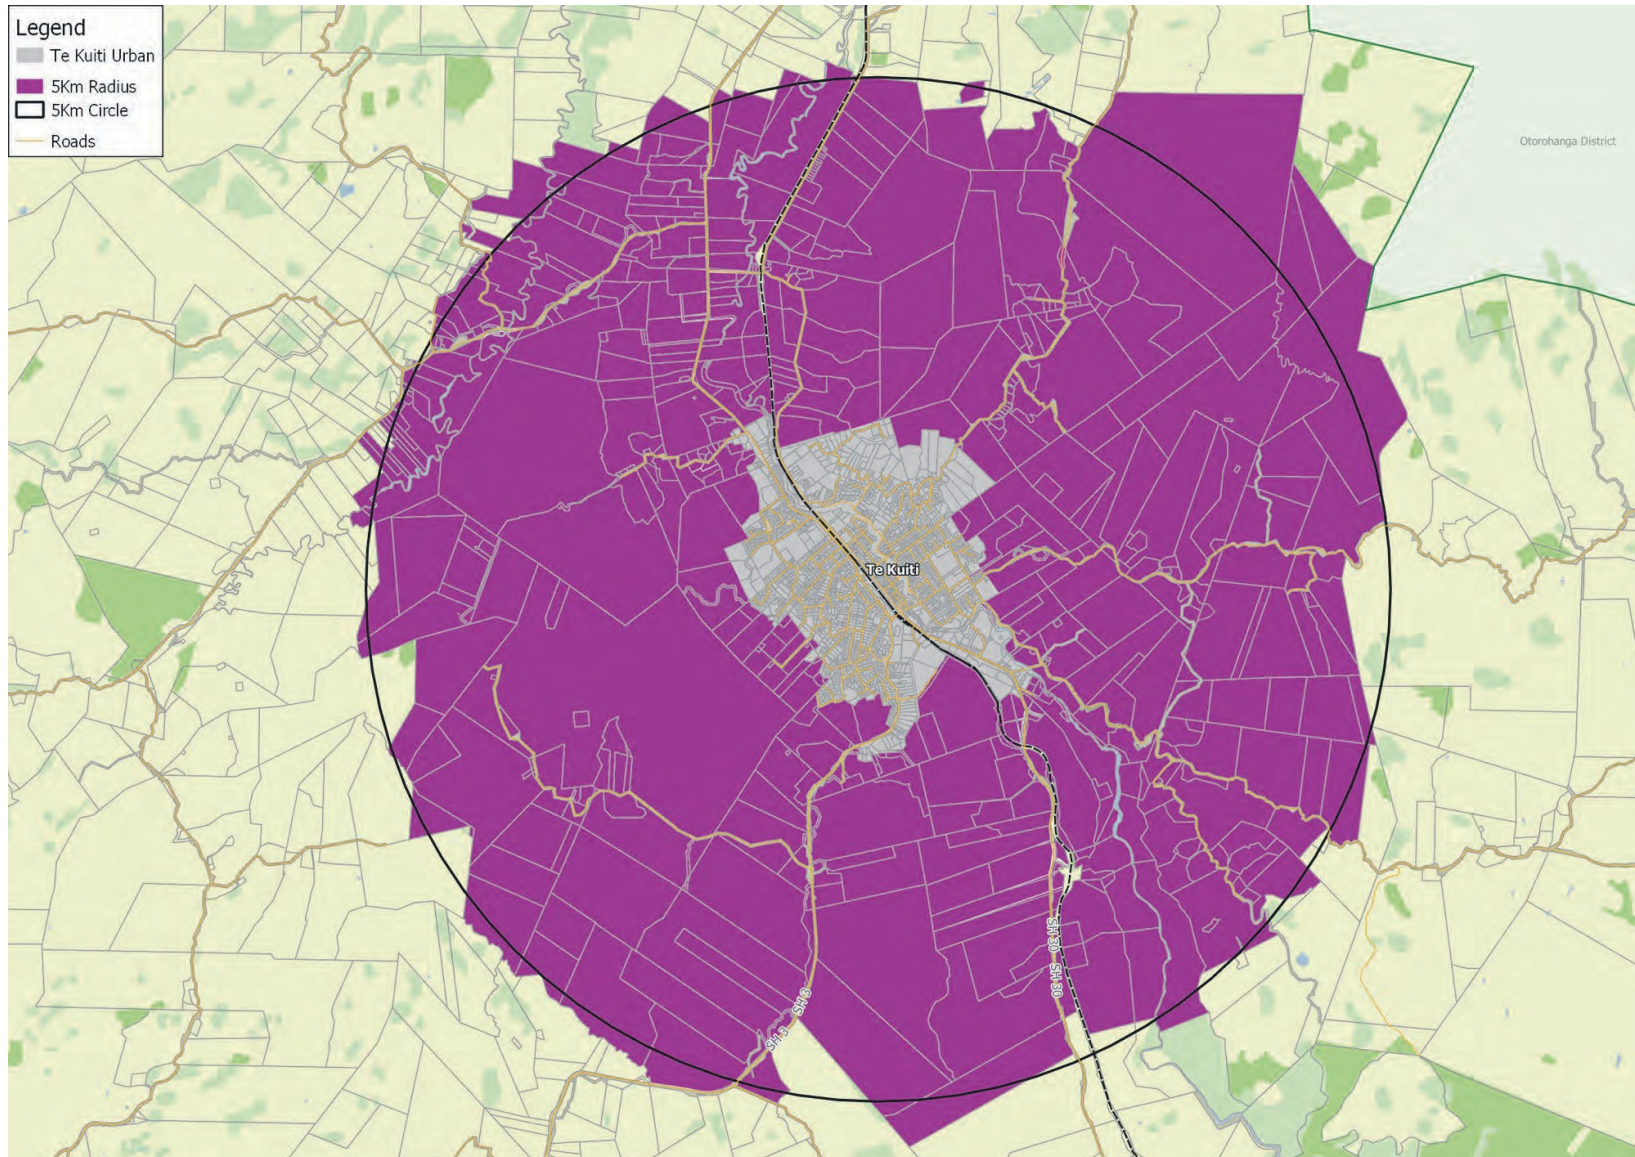 Legend
Te Kuiti Urban
5Km Radius
5Km Circle
Roads
Otorohanga District
Te Kuiti
SH 30
SH 30
SH 3
SH 3